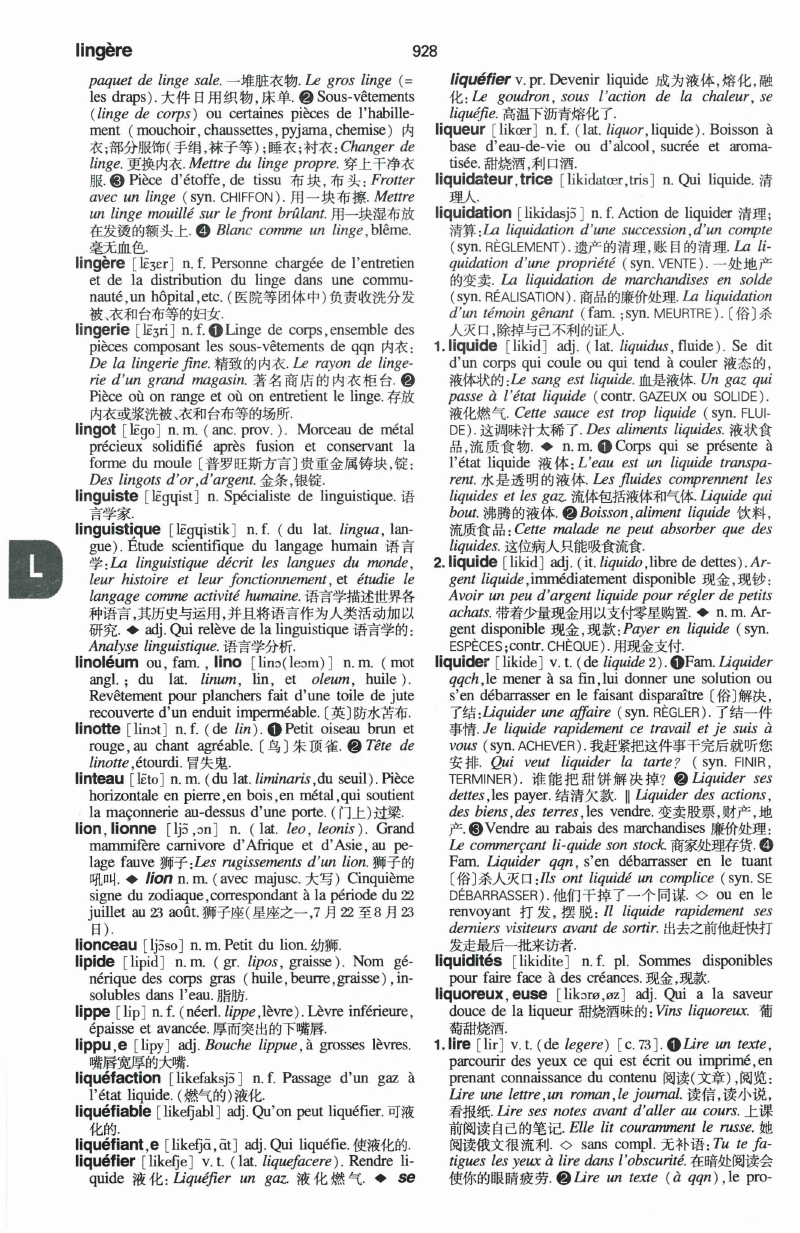 lingère
928
paquet de linge sale. 一堆脏衣物. Le gros linge (=
les draps). 大件日用织物,床单. ❷ Sous-vêtements
(linge de corps) ou certaines pièces de l'habille-
ment ( mouchoir, chaussettes, pyjama, chemise) 内
衣;部分服饰(手绢,袜子等);睡衣;衬衣: Changer de
linge. 更换内衣. Mettre du linge propre. 穿上干净衣
服. ❸ Pièce d'étoffe, de tissu 布块, 布头: Frotter
avec un linge (syn. CHIFFON). 用一块布擦. Mettre
un linge mouillé sur le front brûlant. 用一块湿布放
在发烫的额头上. ❹ Blanc comme un linge, blême.
毫无血色.
lingère [lɛ̃ʒɛr] n. f. Personne chargée de l'entretien
et de la distribution du linge dans une commu-
nauté, un hôpital, etc. (医院等团体中)负责收洗分发
被、衣和台布等的妇女.
lingerie [lɛ̃ʒri] n. f. ❶ Linge de corps, ensemble des
pièces composant les sous-vêtements de qqn 内衣:
De la lingerie fine. 精致的内衣. Le rayon de linge-
rie d'un grand magasin. 著名商店的内衣柜台. ❷
Pièce où on range et où on entretient le linge. 存放
内衣或浆洗被、衣和台布等的场所.
lingot [lɛ̃go] n. m. ( anc. prov. ). Morceau de métal
précieux solidifié après fusion et conservant la
forme du moule [普罗旺斯方言]贵重金属铸块,锭:
Des lingots d'or, d'argent. 金条,银锭.
linguiste [lɛ̃gɥist] n. Spécialiste de linguistique. 语
言学家.
linguistique [lɛ̃gɥistik] n. f. ( du lat. lingua, lan-
gue). Étude scientifique du langage humain 语言
学: La linguistique décrit les langues du monde,
leur histoire et leur fonctionnement, et étudie le
langage comme activité humaine. 语言学描述世界各
种语言,其历史与运用,并且将语言作为人类活动加以
研究. ◆ adj. Qui relève de la linguistique 语言学的:
Analyse linguistique. 语言学分析.
linoléum ou, fam. , lino [linɔ(leɔm)] n. m. ( mot
angl. ; du lat. linum, lin, et oleum, huile ).
Revêtement pour planchers fait d'une toile de jute
recouverte d'un enduit imperméable. [英]防水苫布.
linotte [linɔt] n. f. (de lin). ❶ Petit oiseau brun et
rouge, au chant agréable. [鸟]朱顶雀. ❷ Tête de
linotte, étourdi. 冒失鬼.
linteau [lɛ̃to] n. m. (du lat. liminaris, du seuil). Pièce
horizontale en pierre, en bois, en métal, qui soutient
la maçonnerie au-dessus d'une porte. (门上)过梁.
lion, lionne [ljɔ̃, ɔn] n. ( lat. leo, leonis). Grand
mammifère carnivore d'Afrique et d'Asie, au pe-
lage fauve 狮子: Les rugissements d'un lion. 狮子的
吼叫. ◆ lion n. m. (avec majusc. 大写) Cinquième
signe du zodiaque, correspondant à la période du 22
juillet au 23 août. 狮子座(星座之一,7月22至8月23
日).
lionceau [ljɔ̃so] n. m. Petit du lion. 幼狮.
lipide [lipid] n. m. ( gr. lipos, graisse). Nom gé-
nérique des corps gras (huile, beurre, graisse), in-
solubles dans l'eau. 脂肪.
lippe [lip] n. f. (néerl. lippe, lèvre). Lèvre inférieure,
épaisse et avancée. 厚而突出的下嘴唇.
lippu, e [lipy] adj. Bouche lippue, à grosses lèvres.
嘴唇宽厚的大嘴.
liquéfaction [likefaksjɔ̃] n. f. Passage d'un gaz à
l'état liquide. (燃气的)液化.
liquéfiable [likefjabl] adj. Qu'on peut liquéfier. 可液
化的.
liquéfiant, e [likefjɑ̃, ɑ̃t] adj. Qui liquéfie. 使液化的.
liquéfier [likefje] v. t. (lat. liquefacere). Rendre li-
quide 液化: Liquéfier un gaz. 液化燃气. ◆ se
liquéfier v. pr. Devenir liquide 成为液体,熔化,融
化: Le goudron, sous l'action de la chaleur, se
liquéfie. 高温下沥青熔化了.
liqueur [likœr] n. f. (lat. liquor, liquide). Boisson à
base d'eau-de-vie ou d'alcool, sucrée et aroma-
tisée. 甜烧酒,利口酒.
liquidateur, trice [likidatœr, tris] n. Qui liquide. 清
理人.
liquidation [likidasjɔ̃] n. f. Action de liquider 清理;
清算: La liquidation d'une succession, d'un compte
(syn. RÈGLEMENT). 遗产的清理,账目的清理. La li-
quidation d'une propriété (syn. VENTE). 一处地产
的变卖. La liquidation de marchandises en solde
(syn. RÉALISATION). 商品的廉价处理. La liquidation
d'un témoin gênant (fam. ; syn. MEURTRE). [俗]杀
人灭口,除掉与己不利的证人.
1. liquide [likid] adj. ( lat. liquidus, fluide). Se dit
d'un corps qui coule ou qui tend à couler 液态的,
液体状的: Le sang est liquide. 血是液体. Un gaz qui
passe à l'état liquide (contr. GAZEUX ou SOLIDE).
液化燃气. Cette sauce est trop liquide (syn. FLUI-
DE). 这调味汁太稀了. Des aliments liquides. 液状食
品,流质食物. ◆ n. m. ❶ Corps qui se présente à
l'état liquide 液体: L'eau est un liquide transpa-
rent. 水是透明的液体. Les fluides comprennent les
liquides et les gaz. 流体包括液体和气体. Liquide qui
bout. 沸腾的液体. ❷ Boisson, aliment liquide 饮料,
流质食品: Cette malade ne peut absorber que des
liquides. 这位病人只能吸食流食.
2. liquide [likid] adj. (it. liquido, libre de dettes). Ar-
gent liquide, immédiatement disponible 现金,现钞:
Avoir un peu d'argent liquide pour régler de petits
achats. 带着少量现金用以支付零星购置. ◆ n. m. Ar-
gent disponible 现金,现款: Payer en liquide ( syn.
ESPÈCES; contr. CHÈQUE). 用现金支付.
liquider [likide] v. t. (de liquide 2). ❶ Fam. Liquider
qqch, le mener à sa fin, lui donner une solution ou
s'en débarrasser en le faisant disparaître [俗]解决,
了结: Liquider une affaire (syn. RÉGLER). 了结一件
事情. Je liquide rapidement ce travail et je suis à
vous (syn. ACHEVER). 我赶紧把这件事干完后就听您
安排. Qui veut liquider la tarte? ( syn. FINIR,
TERMINER). 谁能把甜饼解决掉? ❷ Liquider ses
dettes, les payer. 结清欠款. ‖ Liquider des actions,
des biens, des terres, les vendre. 变卖股票,财产,地
产. ❸ Vendre au rabais des marchandises 廉价处理:
Le commerçant li-quide son stock. 商家处理存货. ❹
Fam. Liquider qqn, s'en débarrasser en le tuant
[俗]杀人灭口: Ils ont liquidé un complice (syn. SE
DÉBARRASSER). 他们干掉了一个同谋. ◇ ou en le
renvoyant 打发, 摆脱: Il liquide rapidement ses
derniers visiteurs avant de sortir. 出去之前他赶快打
发走最后一批来访者.
liquidités [likidite] n. f. pl. Sommes disponibles
pour faire face à des créances. 现金,现款.
liquoreux, euse [likɔrø, øz] adj. Qui a la saveur
douce de la liqueur 甜烧酒味的: Vins liquoreux. 葡
萄甜烧酒.
1. lire [lir] v. t. (de legere) [c. 73]. ❶ Lire un texte,
parcourir des yeux ce qui est écrit ou imprimé, en
prenant connaissance du contenu 阅读(文章),阅览:
Lire une lettre, un roman, le journal. 读信,读小说,
看报纸. Lire ses notes avant d'aller au cours. 上课
前阅读自己的笔记. Elle lit couramment le russe. 她
阅读俄文很流利. ◇ sans compl. 无补语: Tu te fa-
tigues les yeux à lire dans l'obscurité. 在暗处阅读会
使你的眼睛疲劳. ❷ Lire un texte (à qqn), le pro-
L